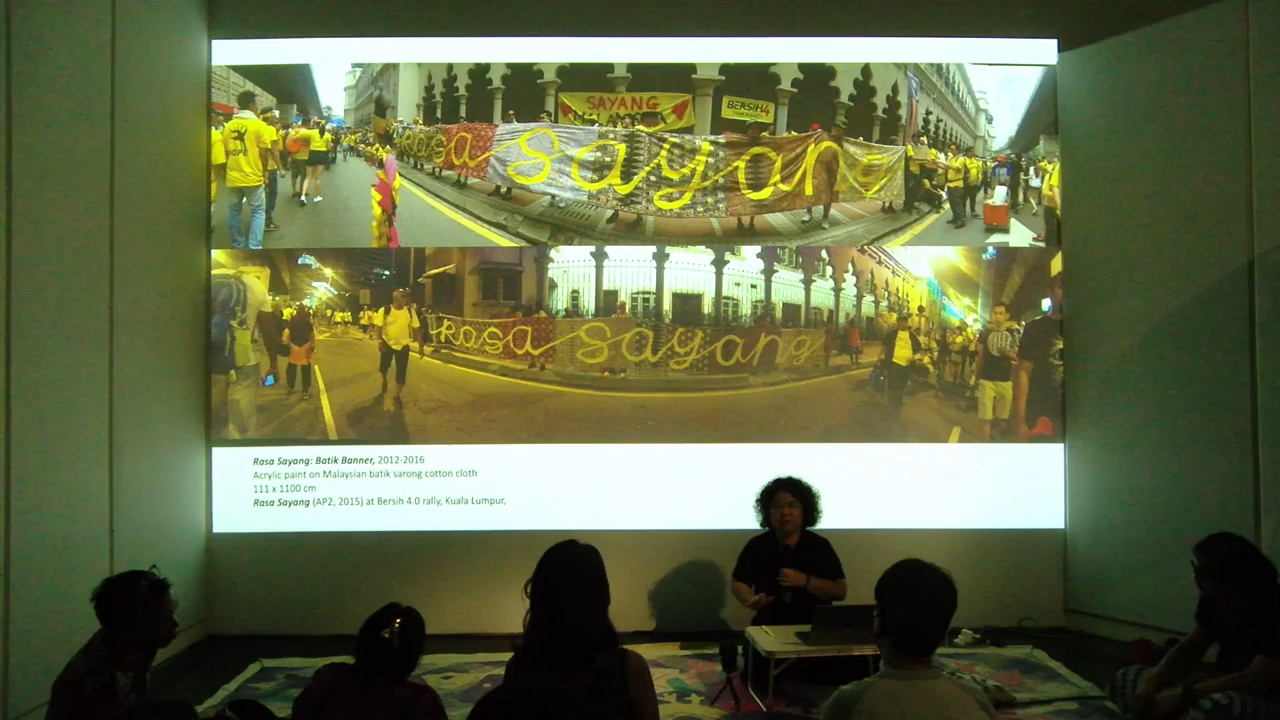 SAYANG
BERSIH4
HOPE
rasa sayang
rasa sayang
Rasa Sayang: Batik Banner, 2012-2016
Acrylic paint on Malaysian batik sarong cotton cloth
111 x 1100 cm
Rasa Sayang (AP2, 2015) at Bersih 4.0 rally, Kuala Lumpur,